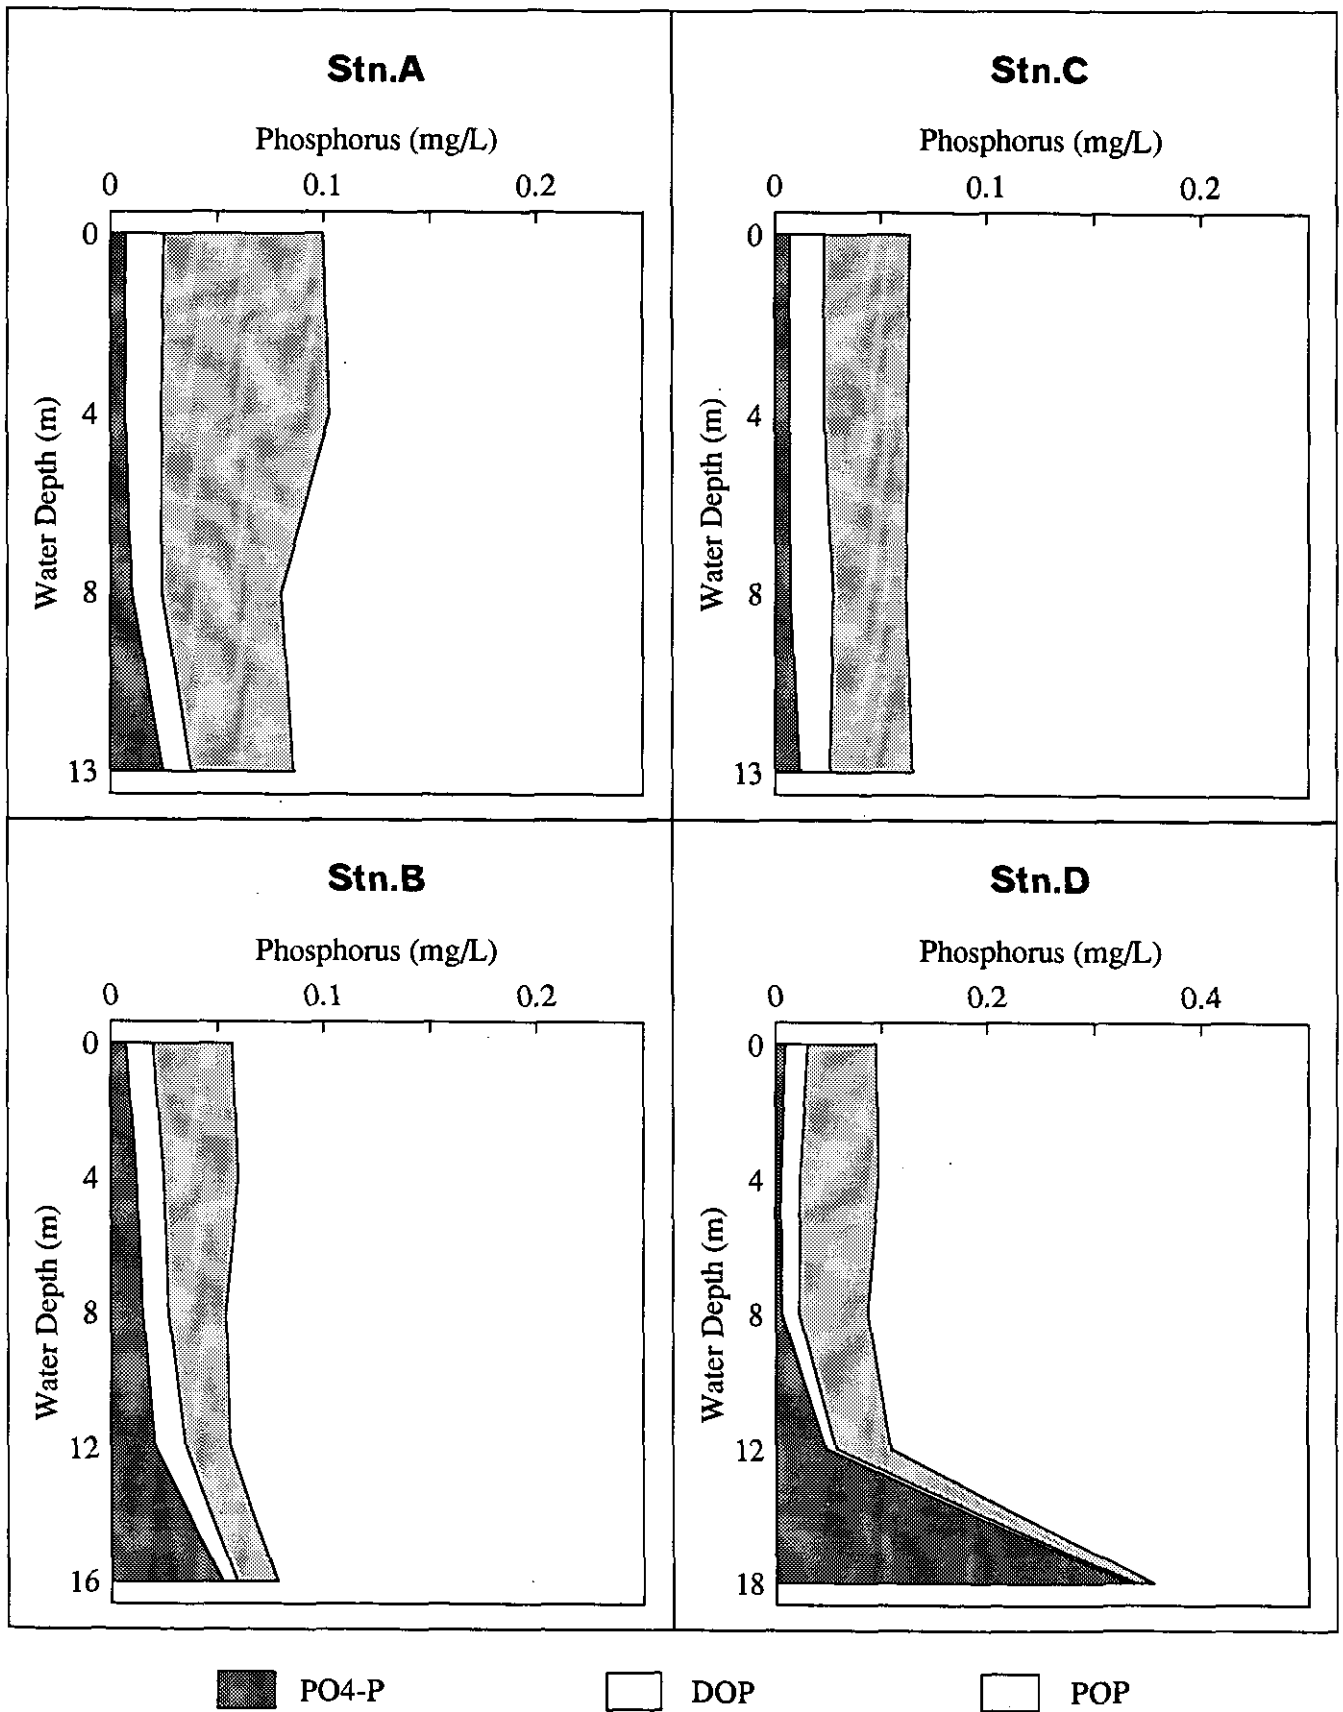 Stn.A
Phosphorus (mg/L)
0 0.1 0.2
0
4
8
13
Water Depth (m)
Stn.C
Phosphorus (mg/L)
0 0.1 0.2
0
4
8
13
Water Depth (m)
Stn.B
Phosphorus (mg/L)
0 0.1 0.2
0
4
8
12
16
Water Depth (m)
Stn.D
Phosphorus (mg/L)
0 0.2 0.4
0
4
8
12
18
Water Depth (m)
PO4-P DOP POP